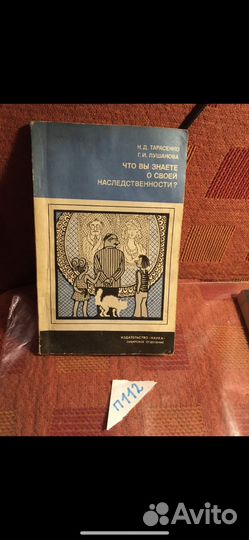 Н. Д. ТАРАСЕНКО
Г. И. ЛУШАНОВА
ЧТО ВЫ ЗНАЕТЕ
О СВОЕЙ
НАСЛЕДСТВЕННОСТИ?
ИЗДАТЕЛЬСТВО «НАУКА»
СИБИРСКОЕ ОТДЕЛЕНИЕ
П112
Avito